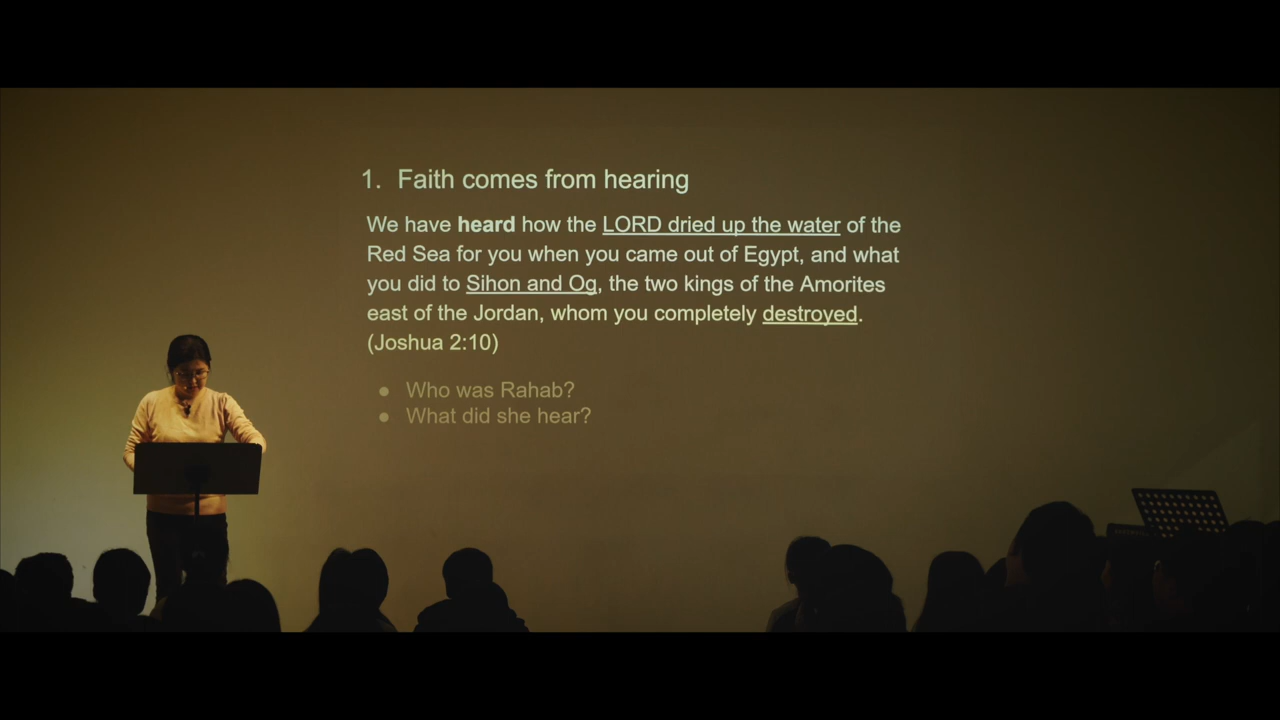 1. Faith comes from hearing
We have heard how the LORD dried up the water of the
Red Sea for you when you came out of Egypt, and what
you did to Sihon and Og, the two kings of the Amorites
east of the Jordan, whom you completely destroyed.
(Joshua 2:10)
● Who was Rahab?
● What did she hear?